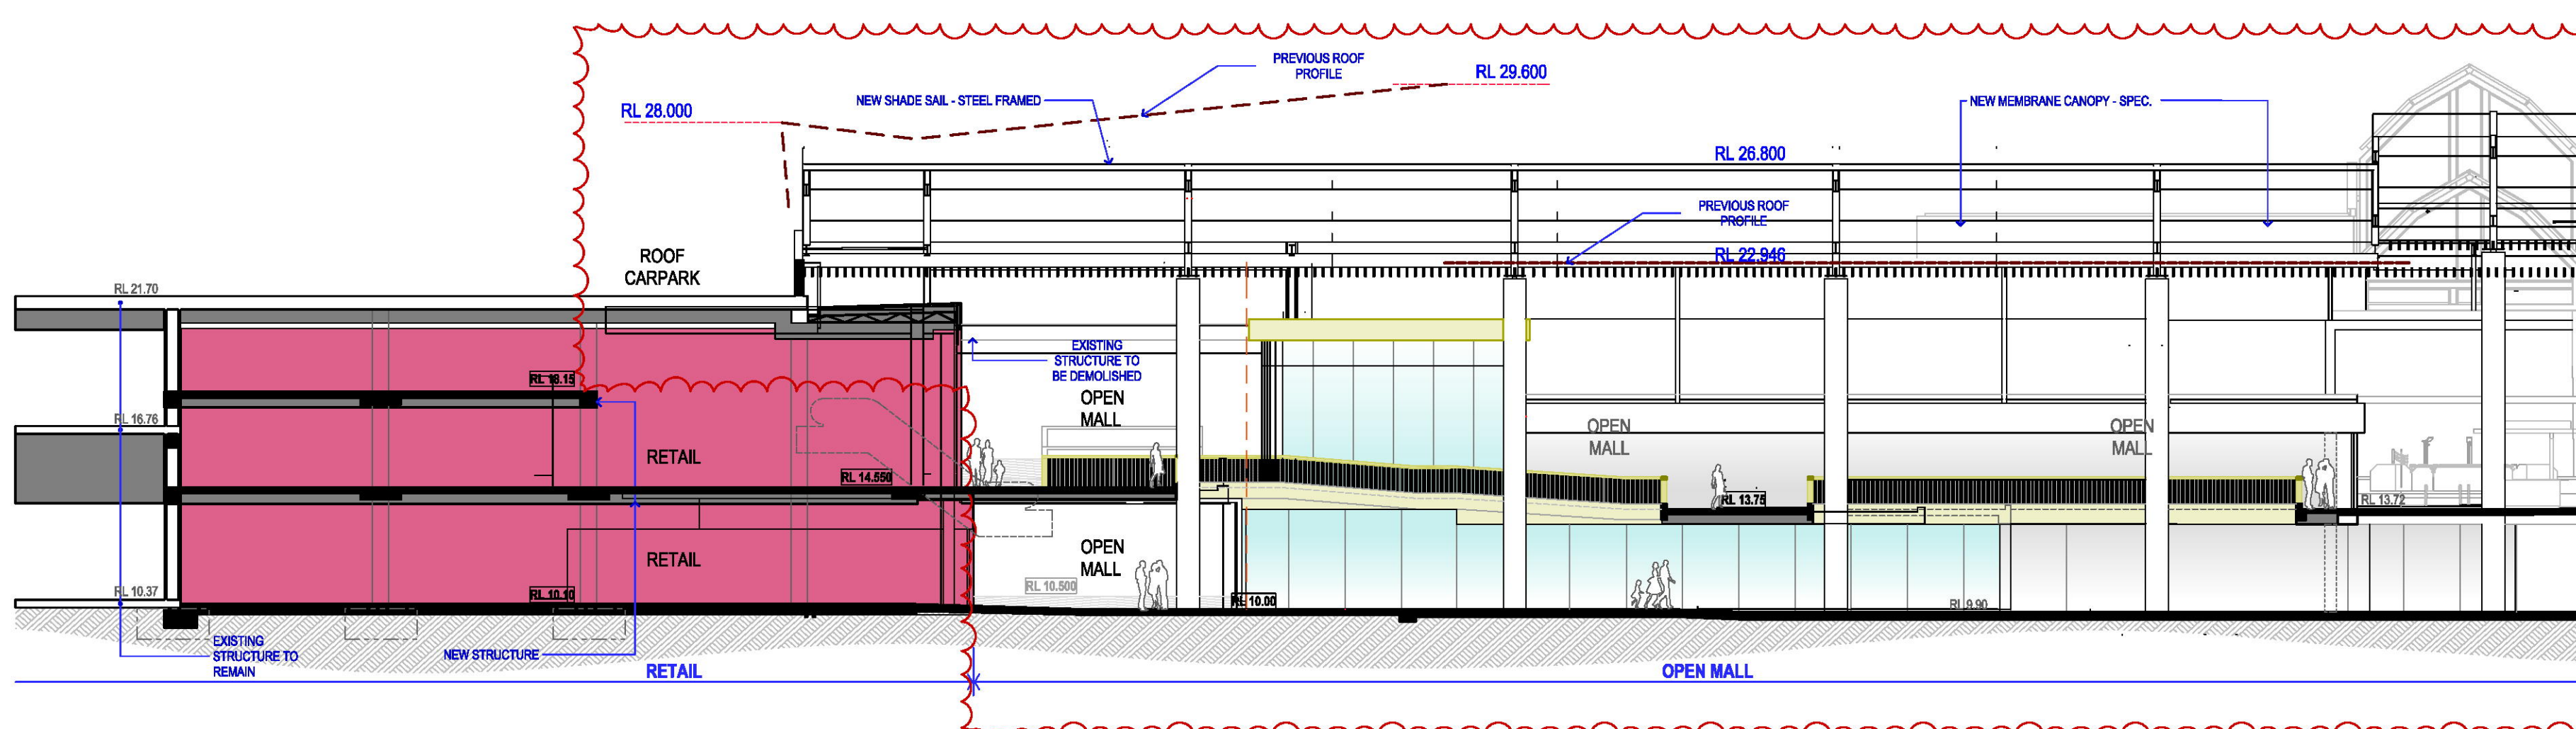 PREVIOUS ROOF
PROFILE
RL 29.600
NEW SHADE SAIL - STEEL FRAMED
RL 28.000
NEW MEMBRANE CANOPY - SPEC.
RL 26.800
PREVIOUS ROOF
PROFILE
RL 22.946
ROOF
CARPARK
RL 21.70
EXISTING
STRUCTURE TO
BE DEMOLISHED
RL 18.15
OPEN
MALL
RL 16.76
OPEN
MALL
OPEN
MALL
RETAIL
RL 14.550
RL 13.75
RL 13.72
RETAIL
OPEN
MALL
RL 10.37
RL 10.10
RL 10.500
RL 10.00
RL 9.90
EXISTING
STRUCTURE TO
REMAIN
NEW STRUCTURE
RETAIL
OPEN MALL